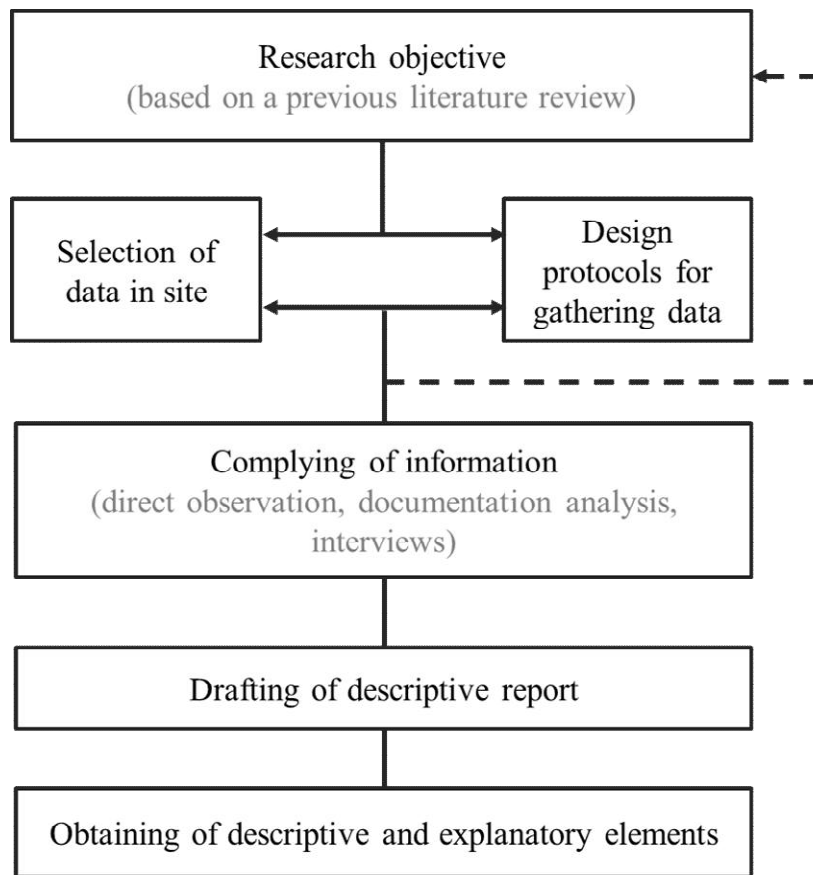 Research objective
(based on a previous literature review)
Selection of
data in site
Design
protocols for
gathering data
Complying of information
(direct observation, documentation analysis,
interviews)
Drafting of descriptive report
Obtaining of descriptive and explanatory elements